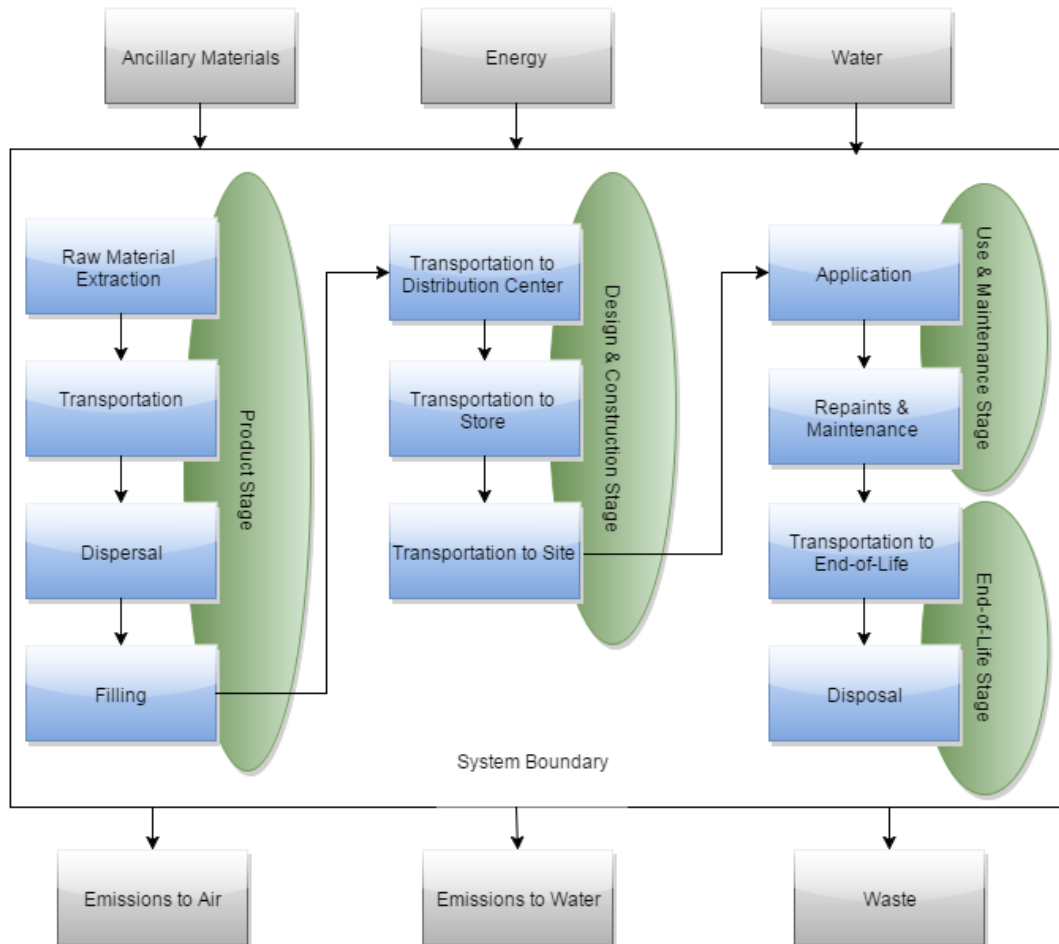 Ancillary Materials
Energy
Water
Raw Material
Extraction
Transportation
Dispersal
Filling
Product Stage
Transportation to
Distribution Center
Transportation to
Store
Transportation to Site
Design & Construction Stage
Application
Repaints &
Maintenance
Use & Maintenance Stage
Transportation to
End-of-Life
Disposal
End-of-Life Stage
System Boundary
Emissions to Air
Emissions to Water
Waste